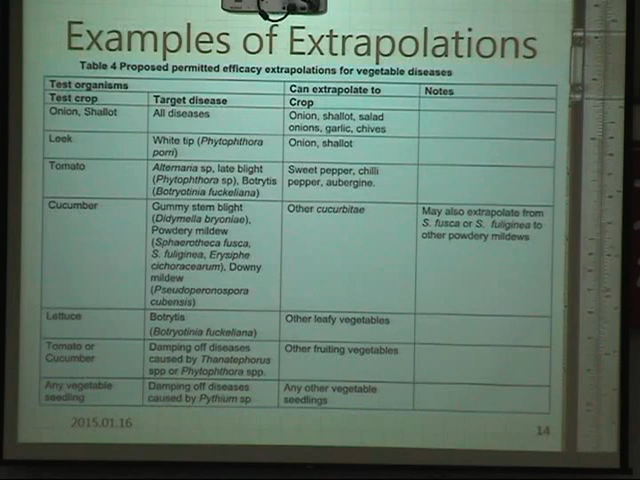 Examples of Extrapolations
Table 4 Proposed permitted efficacy extrapolations for vegetable diseases
Test organisms
Can extrapolate to
Notes
Test crop
Target disease
Crop
Onion, Shallot
All diseases
Onion, shallot, salad
onions, garlic, chives
Leek
White tip (Phytophthora
porri)
Onion, shallot
Tomato
Alternaria sp, late blight
(Phytophthora sp), Botrytis
(Botryotinia fuckeliana)
Sweet pepper, chilli
pepper, aubergine.
Cucumber
Gummy stem blight
(Didymella bryoniae),
Powdery mildew
(Sphaerotheca fusca,
S. fuliginea, Erysiphe
cichoracearum), Downy
mildew
(Pseudoperonospora
cubensis)
Other cucurbitae
May also extrapolate from
S. fusca or S. fuliginea to
other powdery mildews
Lettuce
Botrytis
(Botryotinia fuckeliana)
Other leafy vegetables
Tomato or
Cucumber
Damping off diseases
caused by Thanatephorus
spp or Phytophthora spp.
Other fruiting vegetables
Any vegetable
seedling
Damping off diseases
caused by Pythium sp
Any other vegetable
seedlings
2015.01.16
14